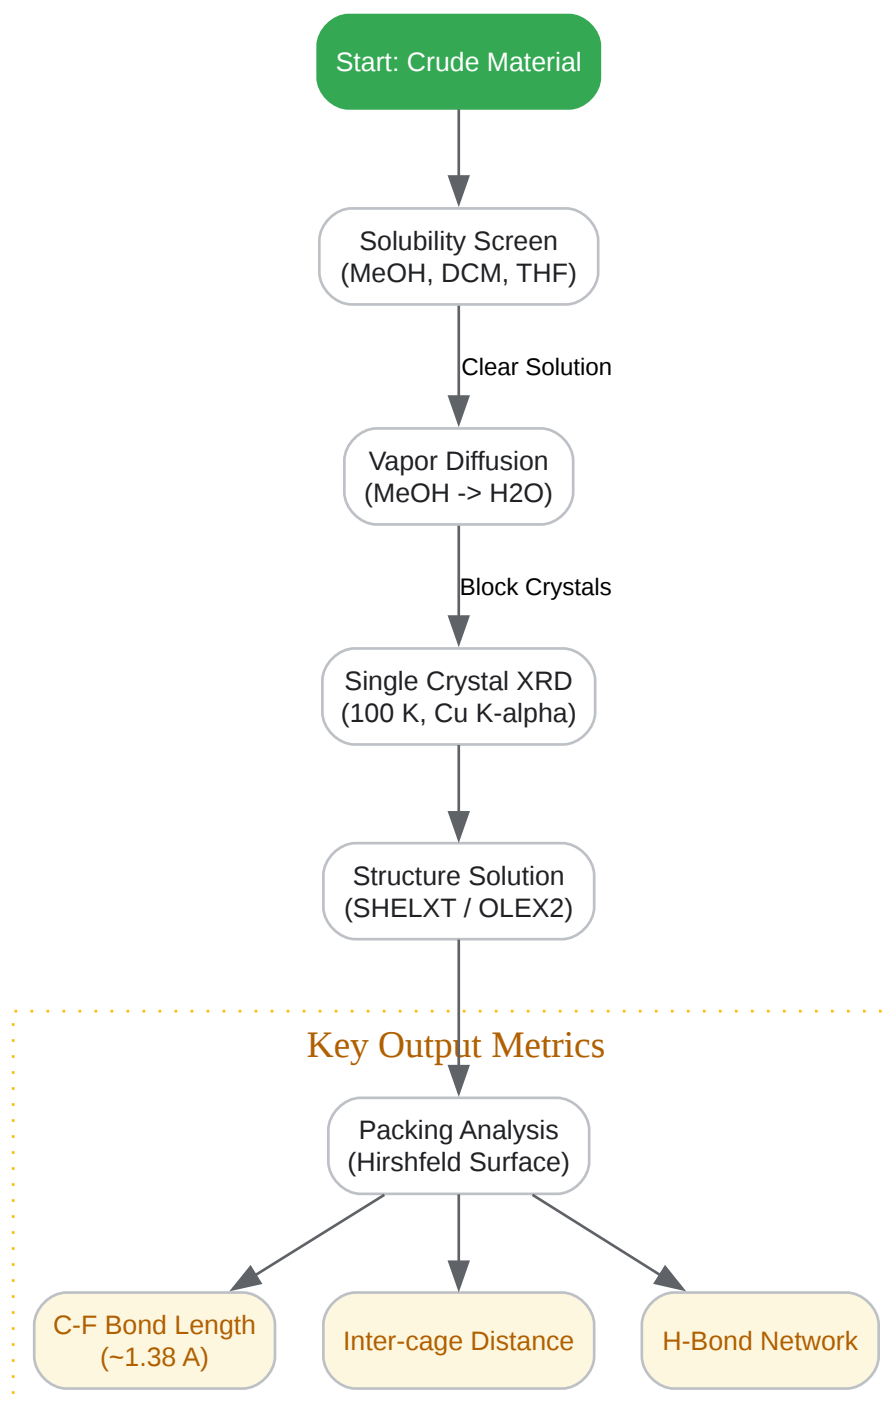 Start: Crude Material
Solubility Screen
(MeOH, DCM, THF)
Clear Solution
Vapor Diffusion
(MeOH -> H2O)
Block Crystals
Single Crystal XRD
(100 K, Cu K-alpha)
Structure Solution
(SHELXT / OLEX2)
Key Output Metrics
Packing Analysis
(Hirshfeld Surface)
C-F Bond Length
(~1.38 A)
Inter-cage Distance
H-Bond Network